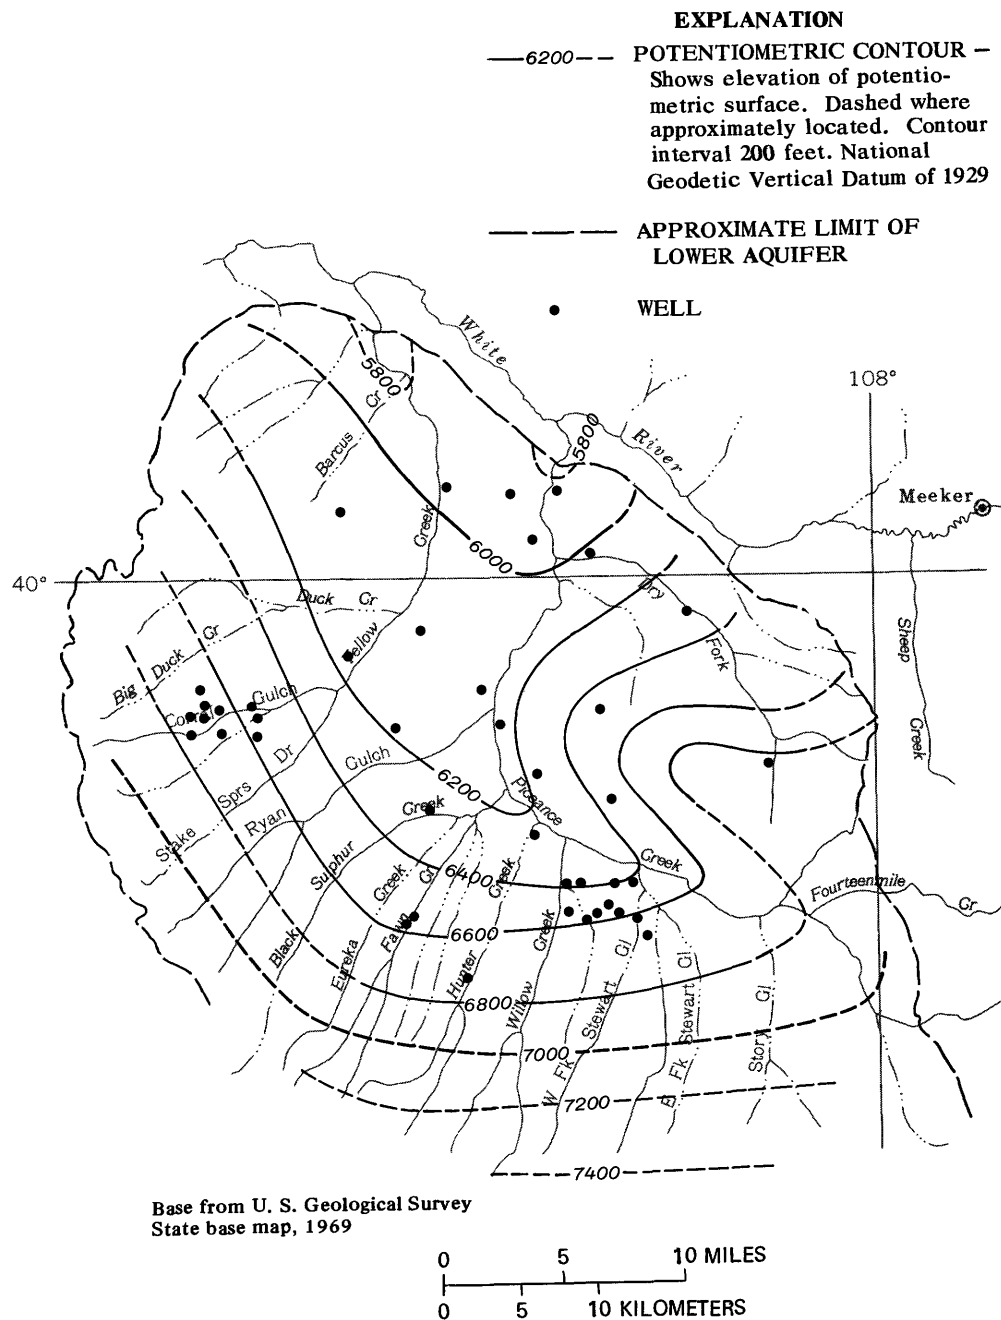 EXPLANATION
—6200—– POTENTIOMETRIC CONTOUR –
Shows elevation of potentio-
metric surface. Dashed where
approximately located. Contour
interval 200 feet. National
Geodetic Vertical Datum of 1929
APPROXIMATE LIMIT OF
LOWER AQUIFER
WELL
White
River
108°
5800
Cr
Barcus
5800
Meeker
Creek
6000
40°
Duck Cr
Dry
Fork
Yellow
Big Duck Cr
Sheep
Creek
Corral Gulch
Stake Sprs Dr
Ryan Gulch
6200
Piceance
Creek
Black Sulphur Creek
6400
Fourteenmile
Cr
Eureka Creek
Fawn Cr
Hunter Creek
Willow Creek
6600
W Fk Stewart Gl
E Fk Stewart Gl
Story Gl
6800
7000
7200
7400
Base from U. S. Geological Survey
State base map, 1969
0 5 10 MILES
0 5 10 KILOMETERS